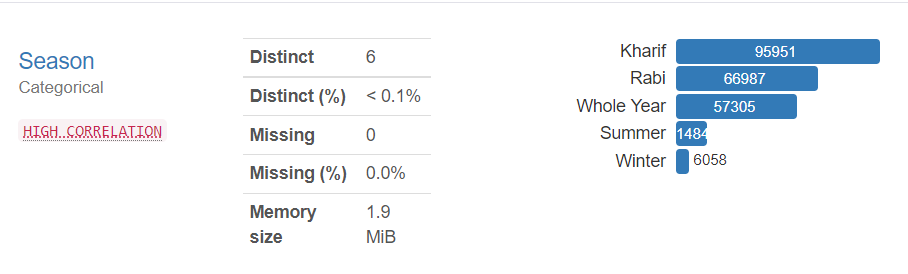 Season
Categorical
HIGH CORRELATION
Distinct 6
Distinct (%) < 0.1%
Missing 0
Missing (%) 0.0%
Memory size 1.9 MiB
Kharif 95951
Rabi 66987
Whole Year 57305
Summer 1484
Winter 6058